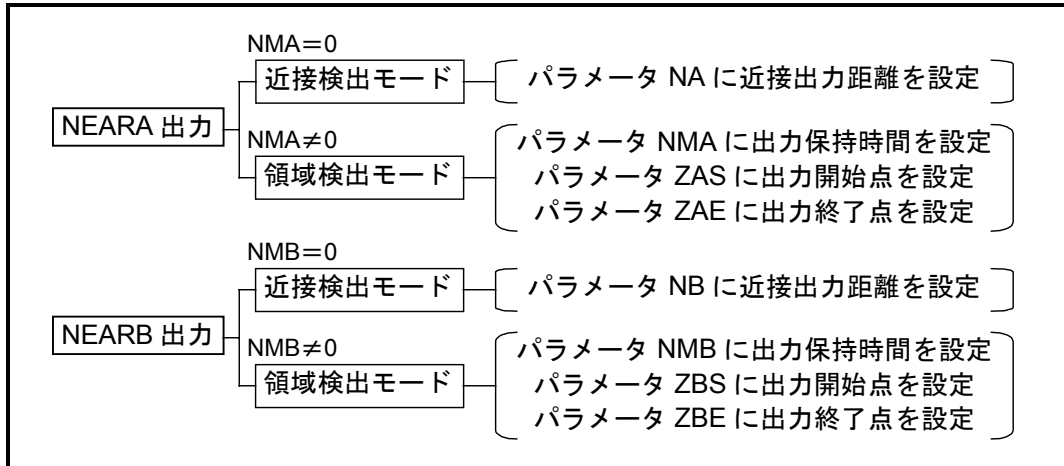 NMA=0
近接検出モード
パラメータ NA に近接出力距離を設定
NEARA 出力
NMA≠0
領域検出モード
パラメータ NMA に出力保持時間を設定
パラメータ ZAS に出力開始点を設定
パラメータ ZAE に出力終了点を設定
NMB=0
近接検出モード
パラメータ NB に近接出力距離を設定
NEARB 出力
NMB≠0
領域検出モード
パラメータ NMB に出力保持時間を設定
パラメータ ZBS に出力開始点を設定
パラメータ ZBE に出力終了点を設定